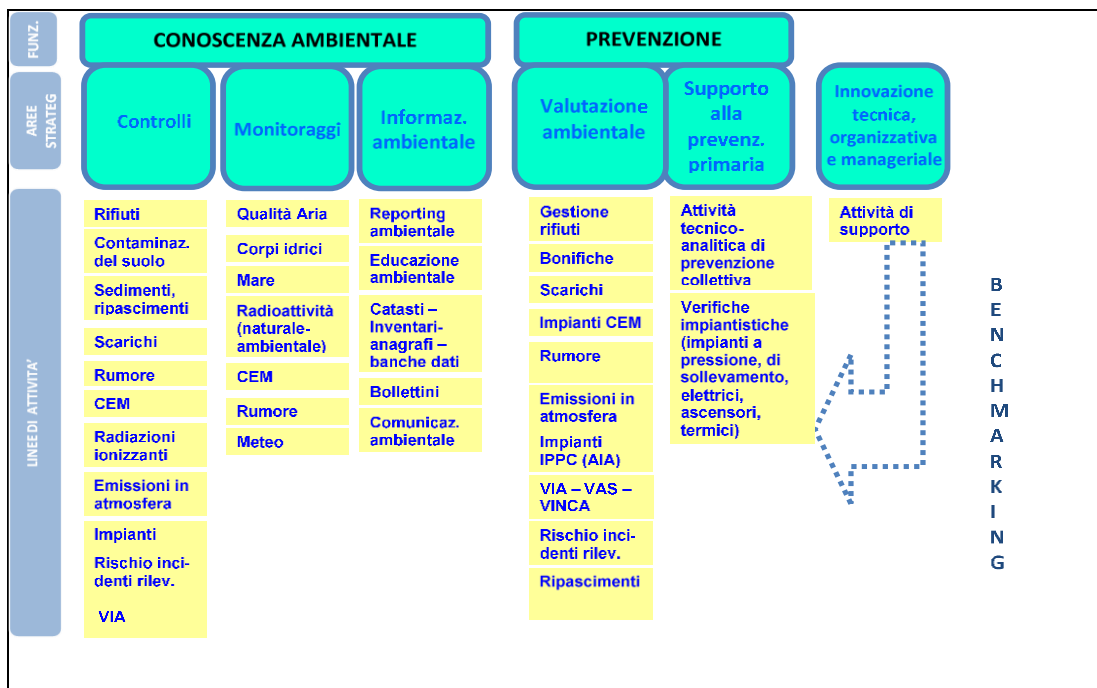 FUNZ.
CONOSCENZA AMBIENTALE
PREVENZIONE
AREE
STRATEG
Controlli
Monitoraggi
Informaz.
ambientale
Valutazione
ambientale
Supporto
alla
prevenz.
primaria
Innovazione
tecnica,
organizzativa
e manageriale
LINEE DI ATTIVITA'
Rifiuti
Contaminaz.
del suolo
Sedimenti,
ripascimenti
Scarichi
Rumore
CEM
Radiazioni
ionizzanti
Emissioni in
atmosfera
Impianti
Rischio inci-
denti rilev.
VIA
Qualità Aria
Corpi idrici
Mare
Radioattività
(naturale-
ambientale)
CEM
Rumore
Meteo
Reporting
ambientale
Educazione
ambientale
Catasti –
Inventari-
anagrafi –
banche dati
Bollettini
Comunicaz.
ambientale
Gestione
rifiuti
Bonifiche
Scarichi
Impianti CEM
Rumore
Emissioni in
atmosfera
Impianti
IPPC (AIA)
VIA – VAS –
VINCA
Rischio inci-
denti rilev.
Ripascimenti
Attività
tecnico-
analitica di
prevenzione
collettiva
Verifiche
impiantistiche
(impianti a
pressione, di
sollevamento,
elettrici,
ascensori,
termici)
Attività di
supporto
BENCHMARKING